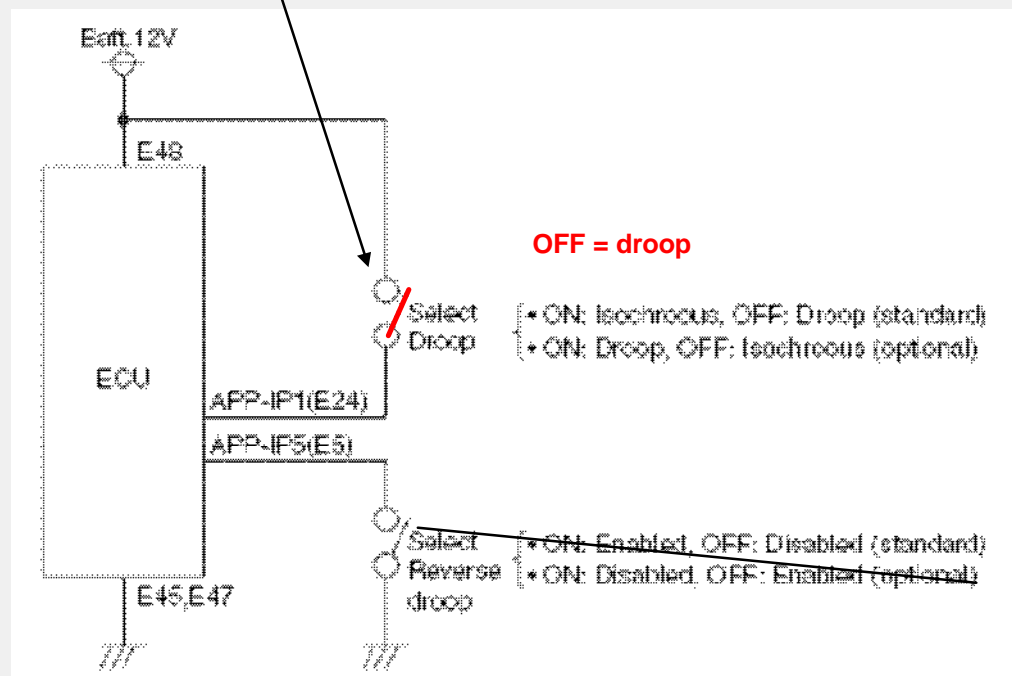 Batt.12V
E48
OFF = droop
Select
Droop
• ON: Isochroous, OFF: Droop (standard)
• ON: Droop, OFF: Isochroous (optional)
ECU
APP-IP1(E24)
APP-IP5(E5)
Select
Reverse
droop
• ON: Enabled, OFF: Disabled (standard)
• ON: Disabled, OFF: Enabled (optional)
E45,E47